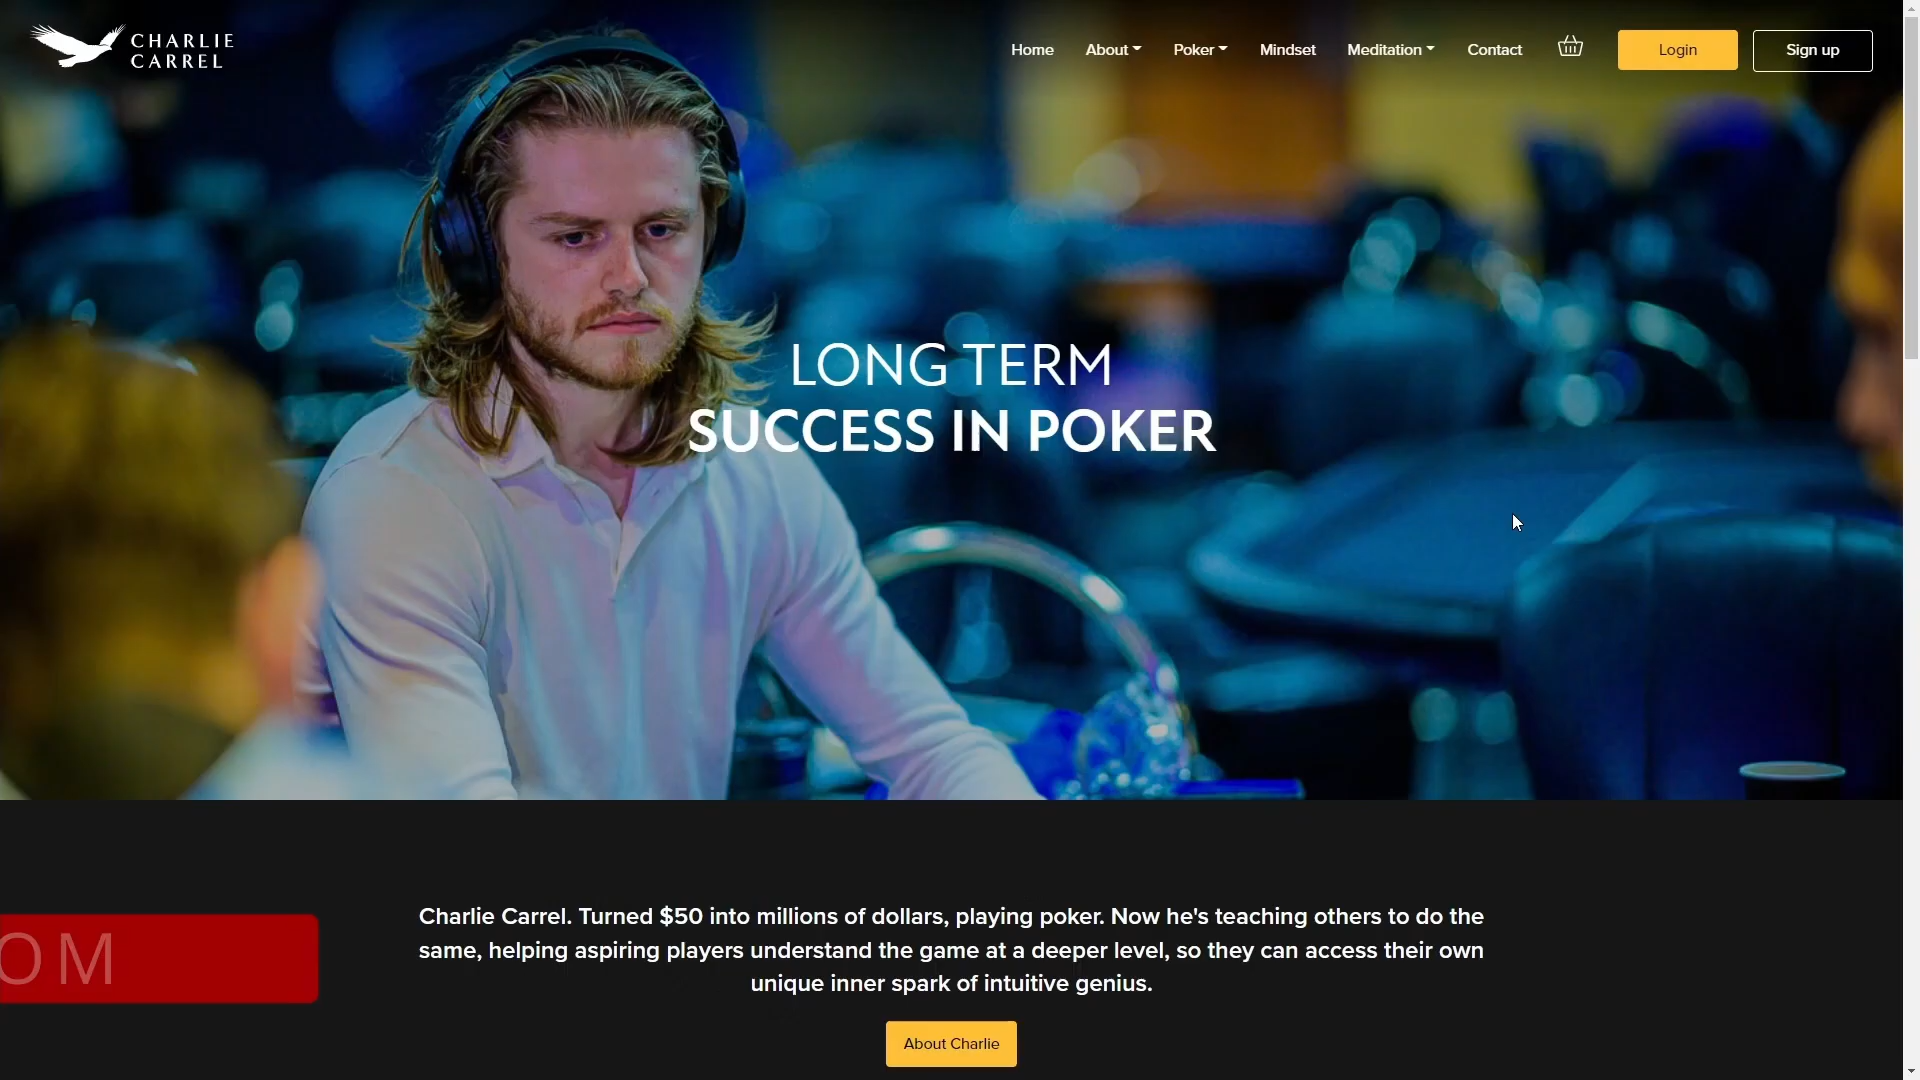 CHARLIE
CARREL
Home
About
Poker
Mindset
Meditation
Contact
Login
Sign up
LONG TERM
SUCCESS IN POKER
Charlie Carrel. Turned $50 into millions of dollars, playing poker. Now he's teaching others to do the
same, helping aspiring players understand the game at a deeper level, so they can access their own
unique inner spark of intuitive genius.
OM
About Charlie